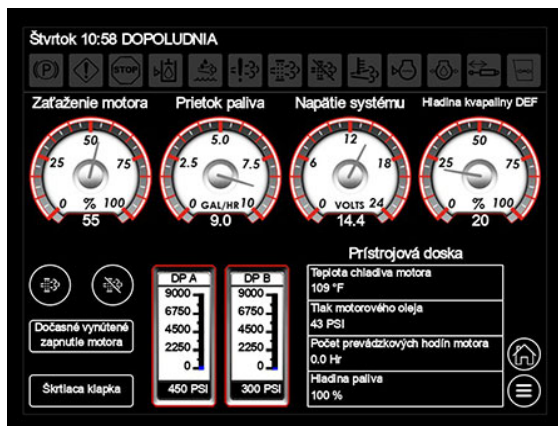 Štvrtok 10:58 DOPOLUDNIA
(P)
STOP
Zaťaženie motora
Prietok paliva
Napätie systému
Hladina kvapaliny DEF
25 50 75
0 % 100
55
2.5 5.0 7.5
0 GAL/HR 10
9.0
6 12 18
0 VOLTS 24
14.4
25 50 75
0 % 100
20
Dočasné vynútené
zapnutie motora
Škrtiaca klapka
DP A
9000
6750
4500
2250
0
450 PSI
DP B
9000
6750
4500
2250
0
300 PSI
Prístrojová doska
Teplota chladiva motora
109 °F
Tlak motorového oleja
43 PSI
Počet prevádzkových hodín motora
0.0 Hr
Hladina paliva
100 %